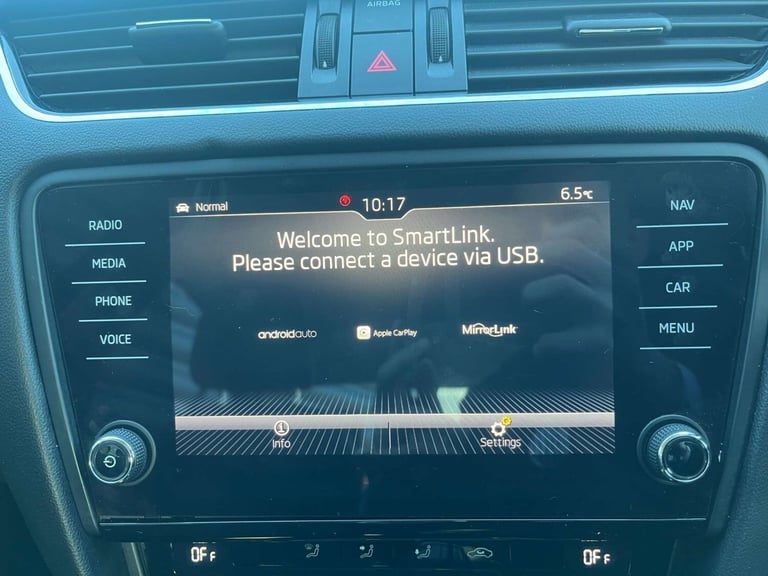 AIRBAG
Normal
10:17
6.5°C
Welcome to SmartLink.
Please connect a device via USB.
androidauto
Apple CarPlay
MirrorLink
Info
Settings
RADIO
MEDIA
PHONE
VOICE
NAV
APP
CAR
MENU
OFF
OFF